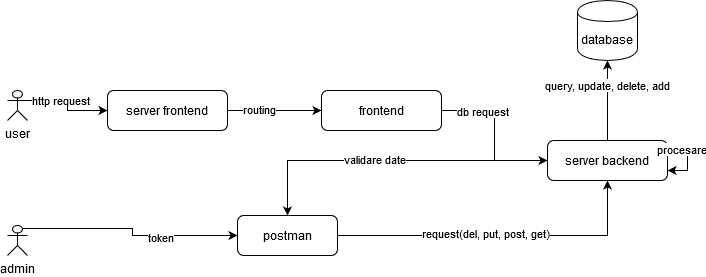 database
query, update, delete, add
http request
server frontend
routing
frontend
db request
user
validare date
server backend
procesare
token
postman
request(del, put, post, get)
admin